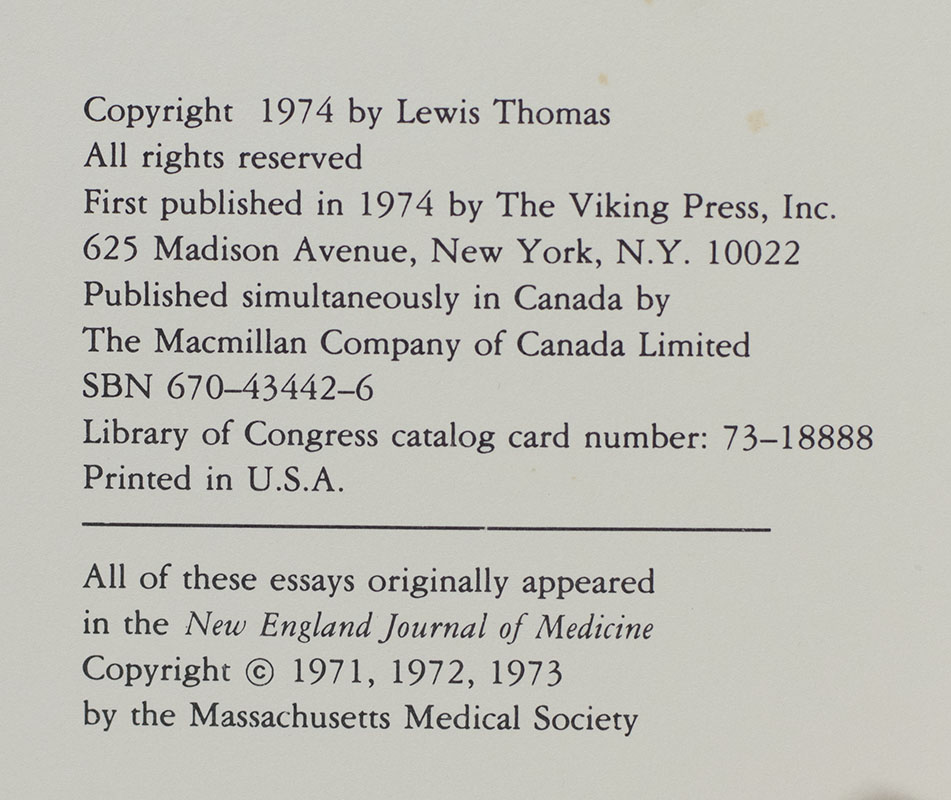 Copyright 1974 by Lewis Thomas
All rights reserved
First published in 1974 by The Viking Press, Inc.
625 Madison Avenue, New York, N.Y. 10022
Published simultaneously in Canada by
The Macmillan Company of Canada Limited
SBN 670–43442–6
Library of Congress catalog card number: 73–18888
Printed in U.S.A.
All of these essays originally appeared
in the New England Journal of Medicine
Copyright © 1971, 1972, 1973
by the Massachusetts Medical Society